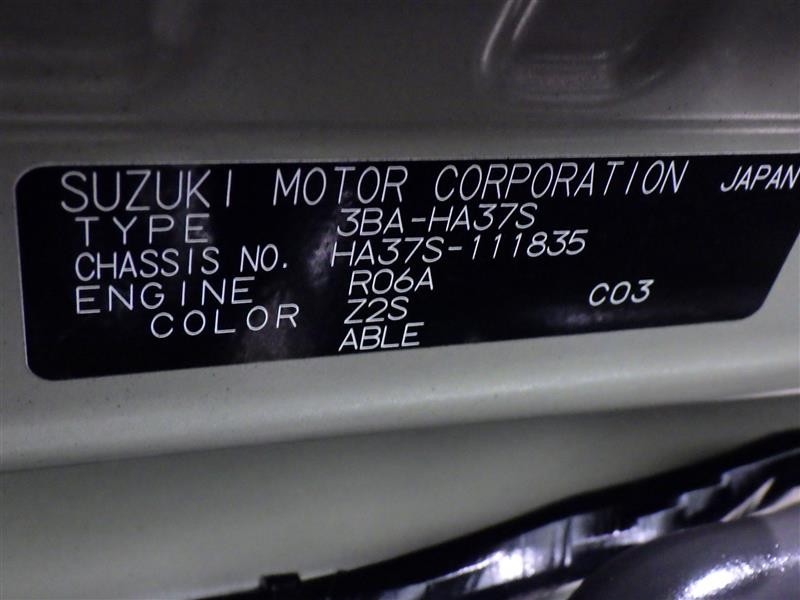 SUZUKI MOTOR CORPORATION JAPAN
TYPE 3BA-HA37S
CHASSIS NO. HA37S-111835
ENGINE R06A
COLOR Z2S C03
ABLE